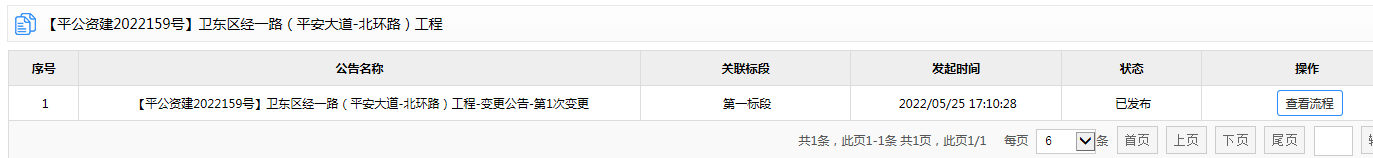 【平公资建2022159号】卫东区经一路（平安大道-北环路）工程
序号 公告名称 关联标段 发起时间 状态 操作
1 【平公资建2022159号】卫东区经一路（平安大道-北环路）工程-变更公告-第1次变更 第一标段 2022/05/25 17:10:28 已发布 查看流程
共1条，此页1-1条 共1页，此页1/1 每页 6 条 首页 上页 下页 尾页